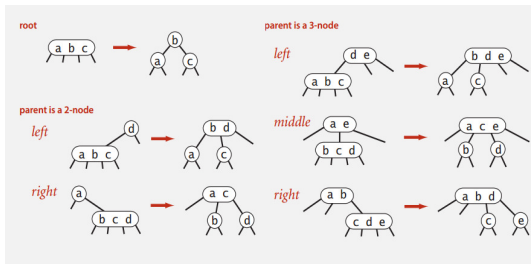 root
a b c
b
a c
parent is a 2-node
left
d
a b c
b d
a c
right
a
b c d
a c
b d
parent is a 3-node
left
d e
a b c
b d e
a c
middle
a e
b c d
a c e
b d
right
a b
c d e
a b d
c e